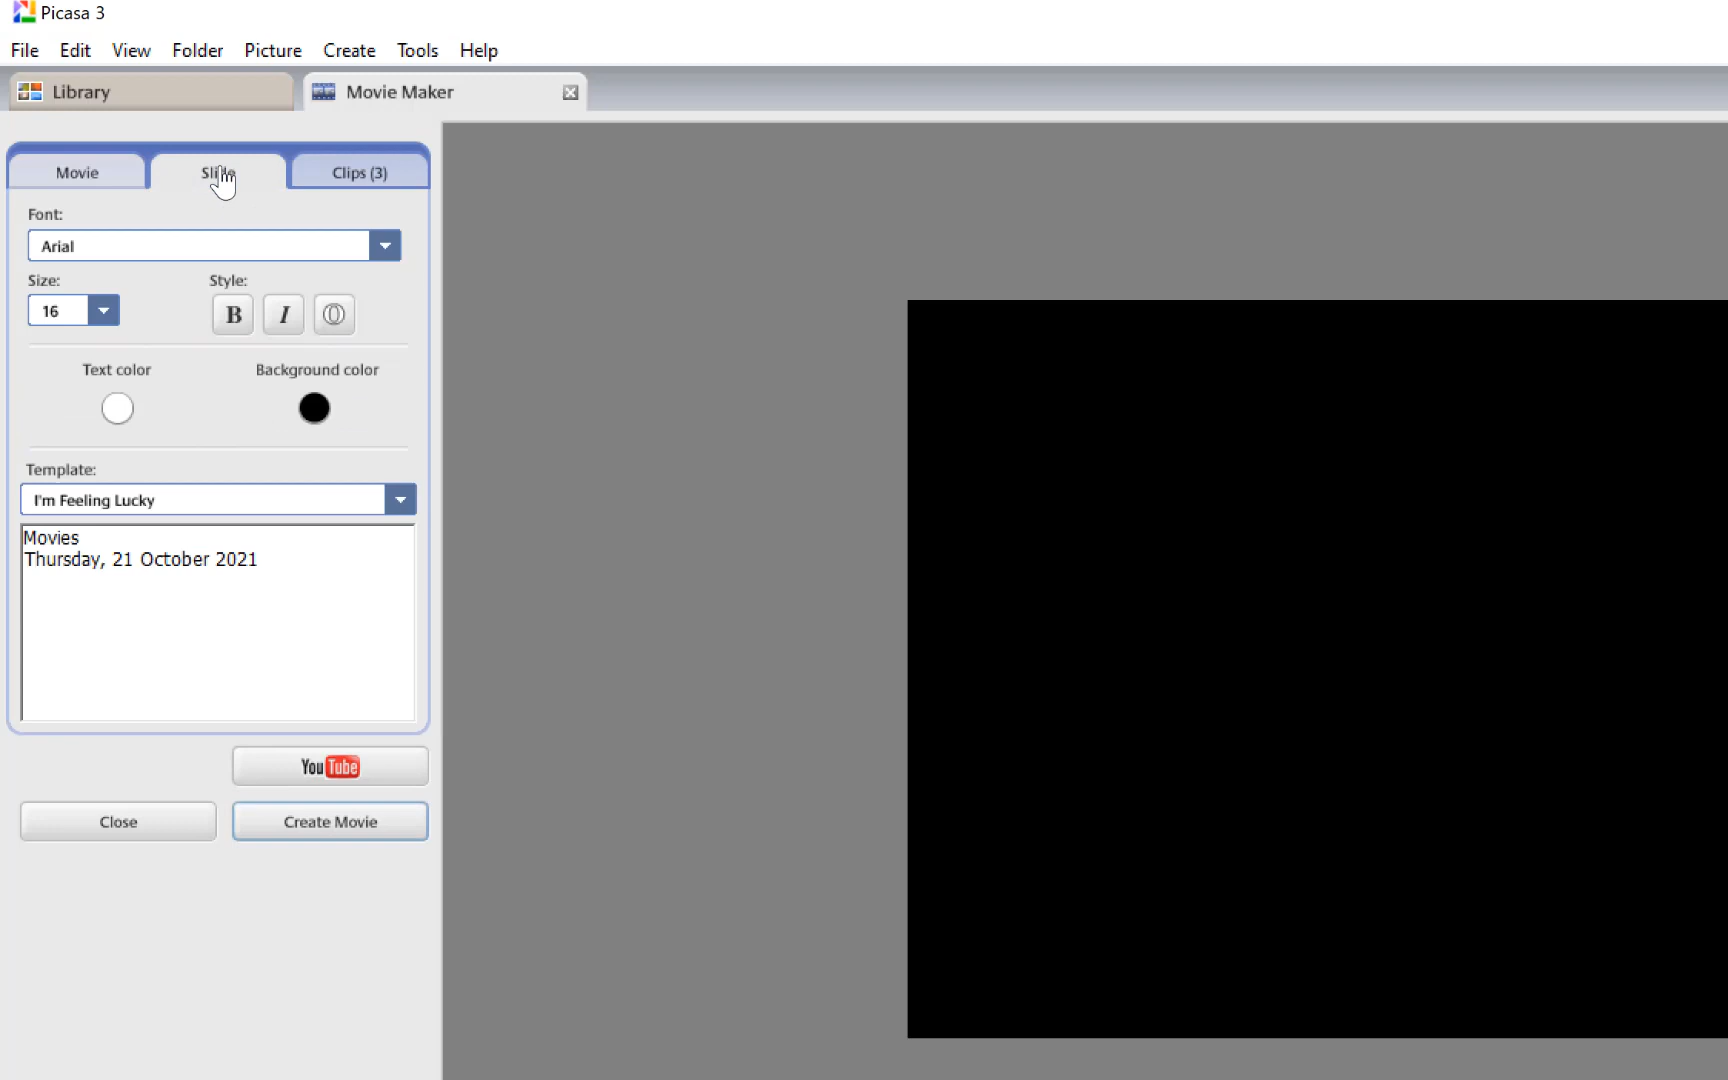 Picasa 3
File Edit View Folder Picture Create Tools Help
Library Movie Maker
Movie Slide Clips (3)
Font:
Arial
Size: Style:
16 B I O
Text color Background color
Template:
I'm Feeling Lucky
Movies
Thursday, 21 October 2021
YouTube
Close Create Movie